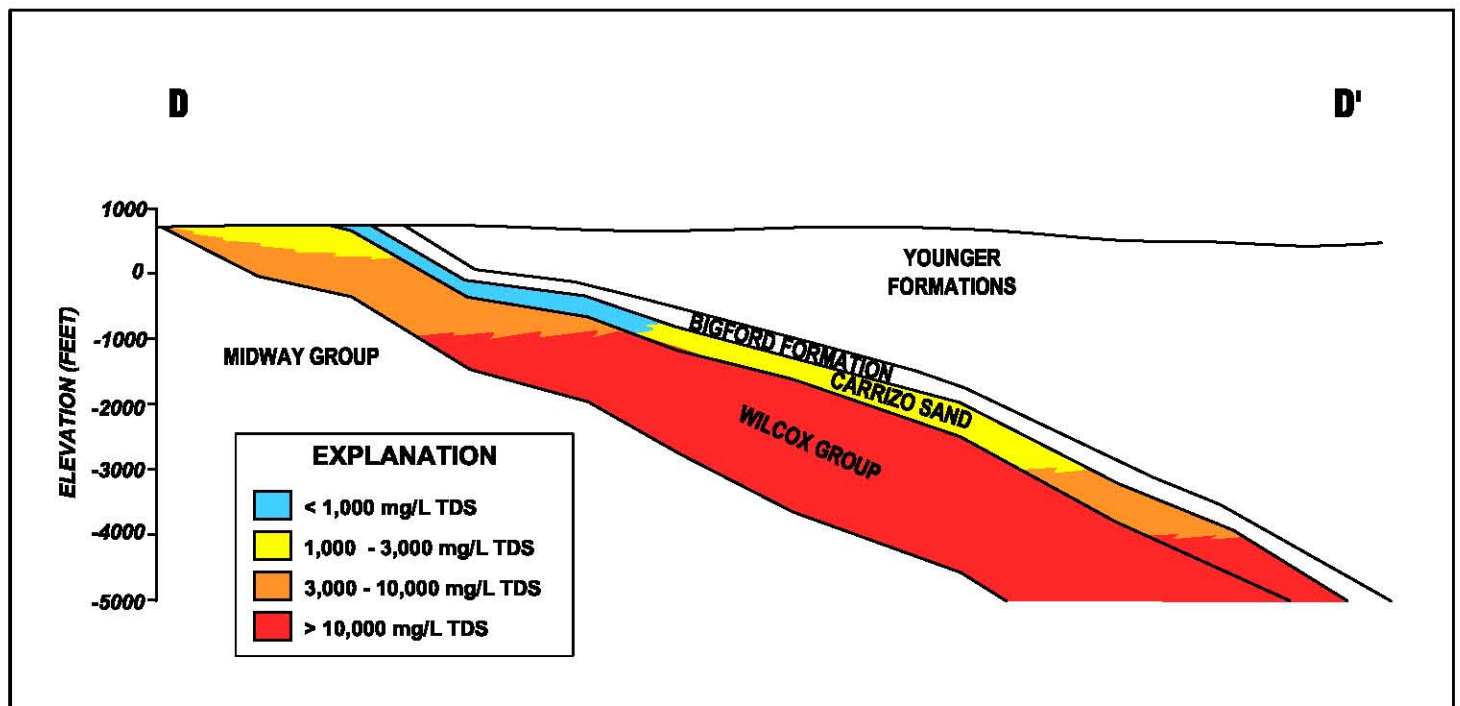 D
D'
1000
0
-1000
-2000
-3000
-4000
-5000
ELEVATION (FEET)
YOUNGER
FORMATIONS
BIGFORD FORMATION
CARRIZO SAND
WILCOX GROUP
MIDWAY GROUP
EXPLANATION
< 1,000 mg/L TDS
1,000 - 3,000 mg/L TDS
3,000 - 10,000 mg/L TDS
> 10,000 mg/L TDS